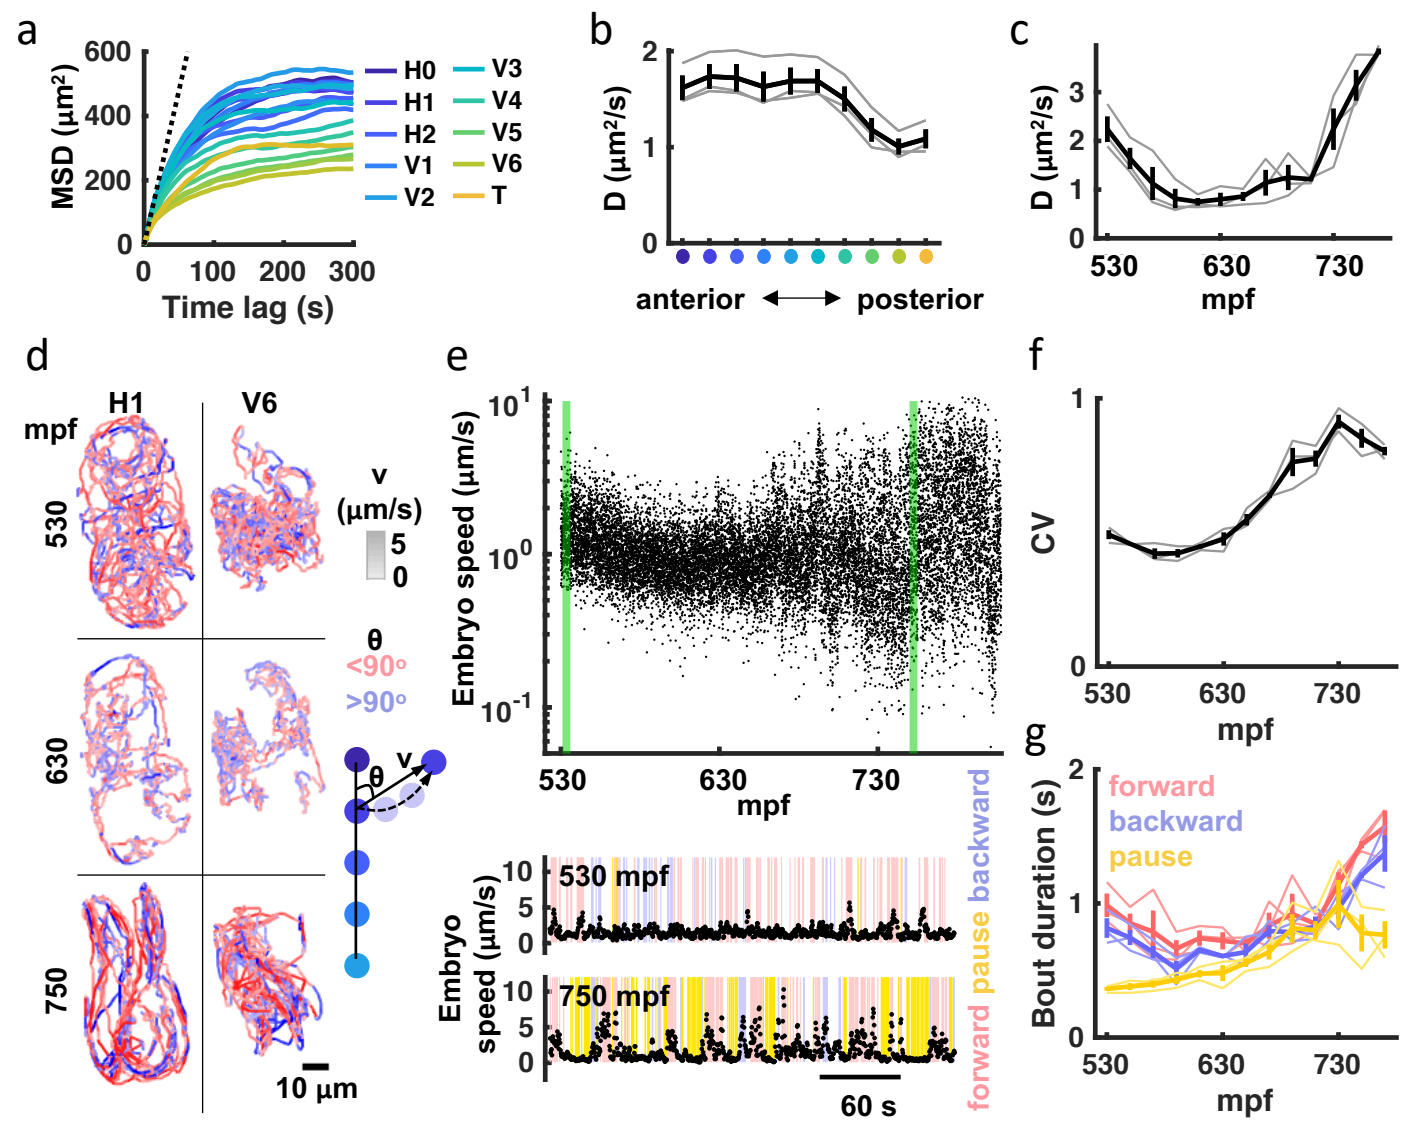 a
600
400
200
0
MSD (μm²)
0 100 200 300
Time lag (s)
H0
H1
H2
V1
V2
V3
V4
V5
V6
T
b
2
1
0
D (μm²/s)
anterior posterior
c
3
2
1
0
D (μm²/s)
530 630 730
mpf
d
H1 V6
mpf
530
630
750
v
(μm/s)
5
0
θ
<90°
>90°
v
θ
10 μm
e
10¹
10⁰
10⁻¹
Embryo speed (μm/s)
530 630 730
mpf
10
5
0
530 mpf
10
5
0
750 mpf
Embryo
speed (μm/s)
60 s
forward pause backward
f
1
0
CV
530 630 730
mpf
g
2
1
0
Bout duration (s)
forward
backward
pause
530 630 730
mpf